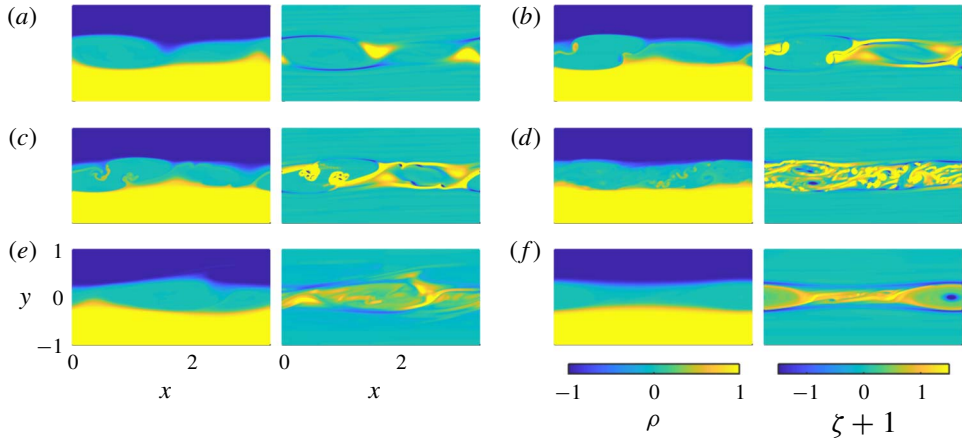 (a) (b)
(c) (d)
(e) 1 (f)
y 0
−1
0 2 0 2
x x
−1 0 1 −1 0 1
ρ ζ + 1